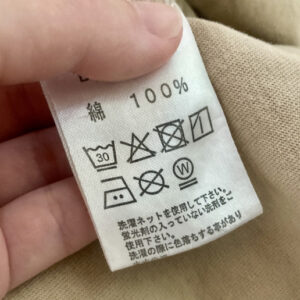 綿 100%
30
W
洗濯ネットを使用して下さい。
蛍光剤の入っていない洗剤をご
使用下さい。
洗濯の際に色落ちする事があり